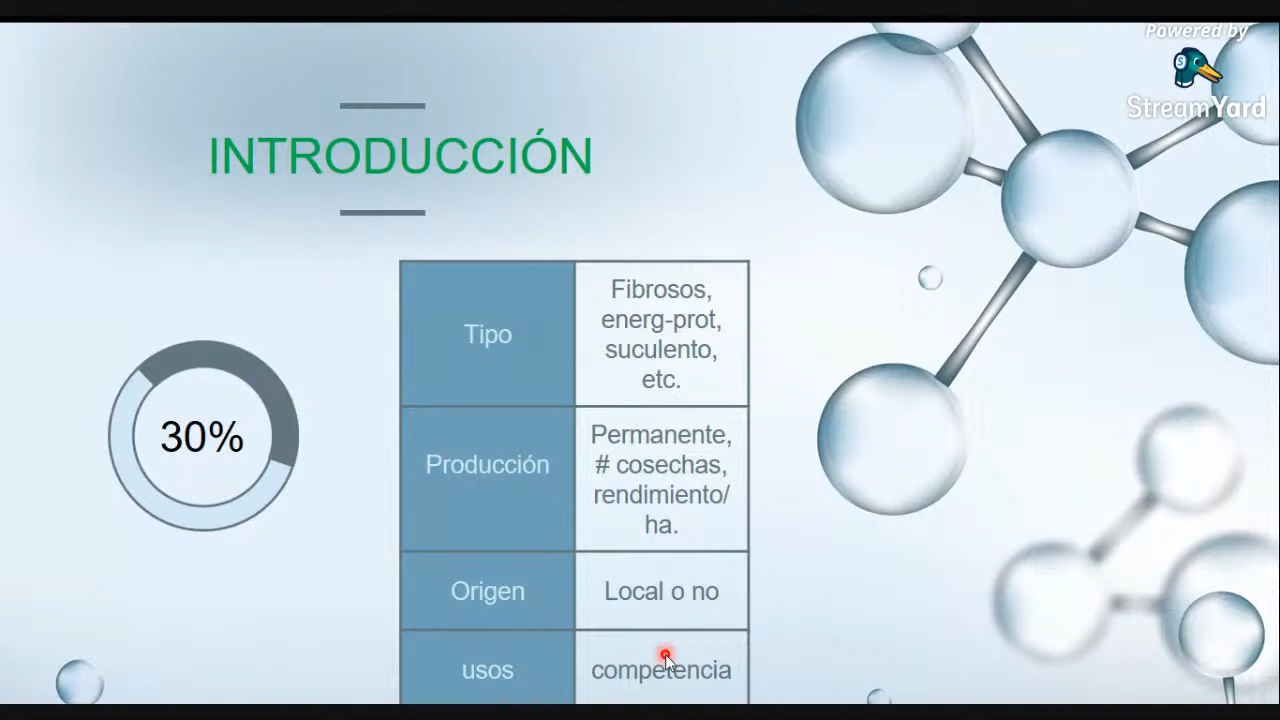 Powered by
StreamYard
INTRODUCCIÓN
30%
Tipo
Fibrosos,
energ-prot,
suculento,
etc.
Producción
Permanente,
# cosechas,
rendimiento/
ha.
Origen
Local o no
usos
competencia